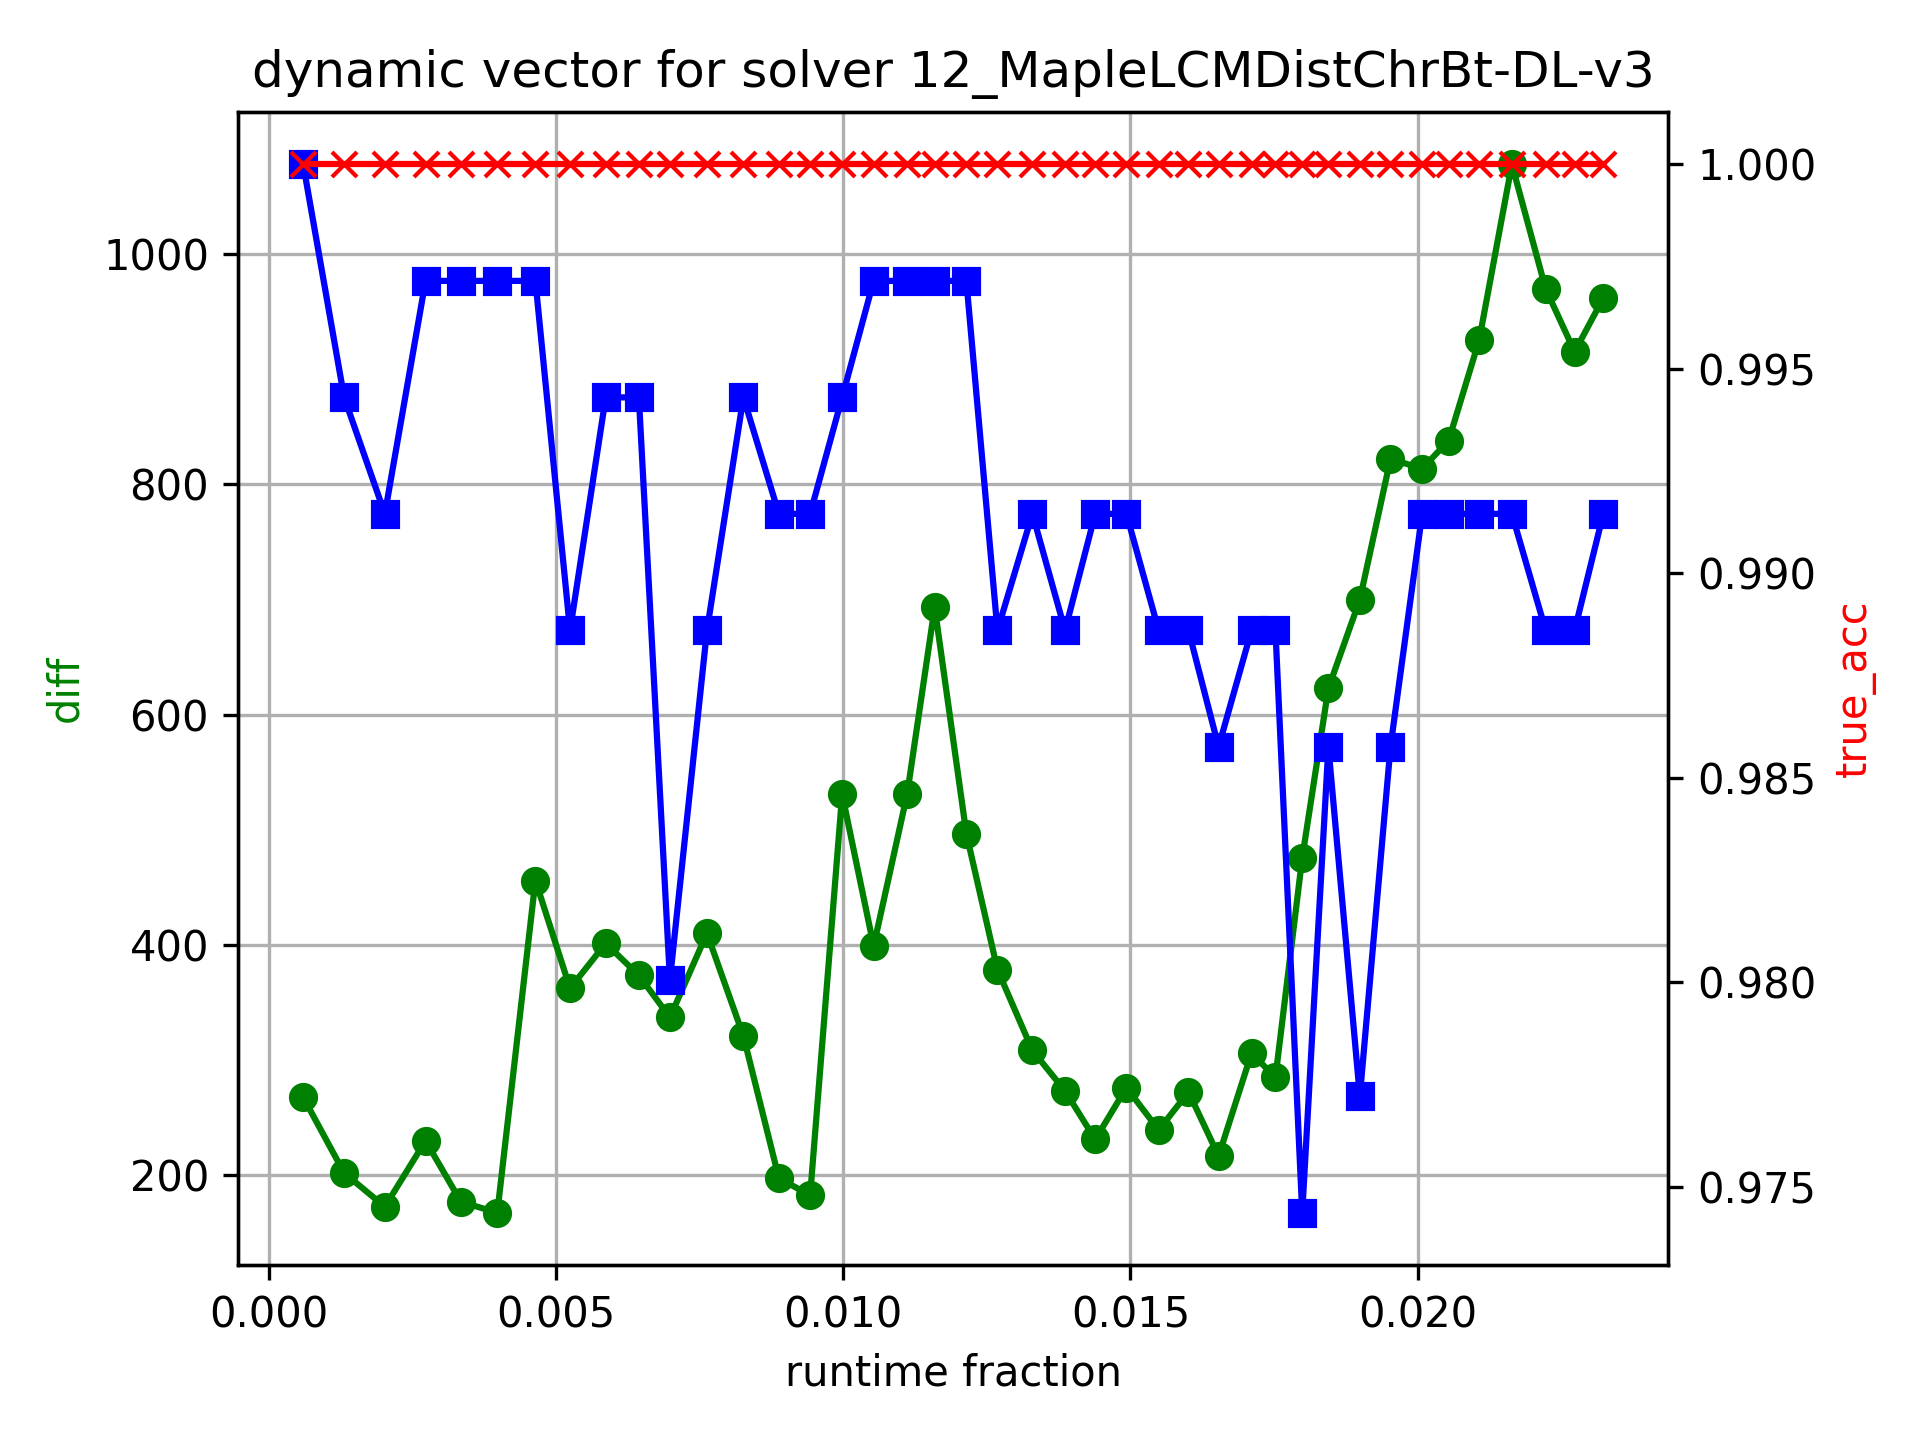 dynamic vector for solver 12_MapleLCMDistChrBt-DL-v3
1000
800
600
400
200
diff
1.000
0.995
0.990
0.985
0.980
0.975
true_acc
0.000 0.005 0.010 0.015 0.020
runtime fraction